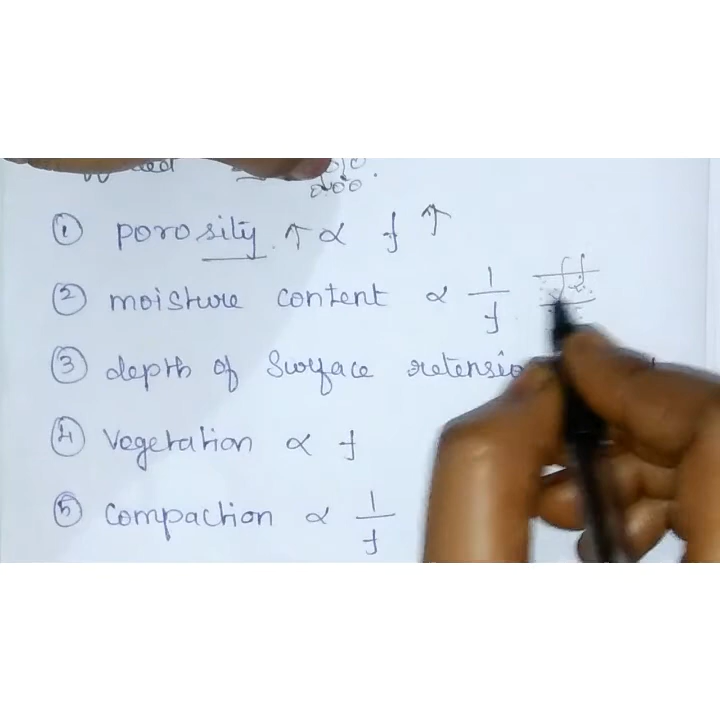 ① porosity ↑ ∝ f ↑
② moisture content ∝ 1/f
③ depth of Surface retensio
④ Vegetation ∝ f
⑤ Compaction ∝ 1/f